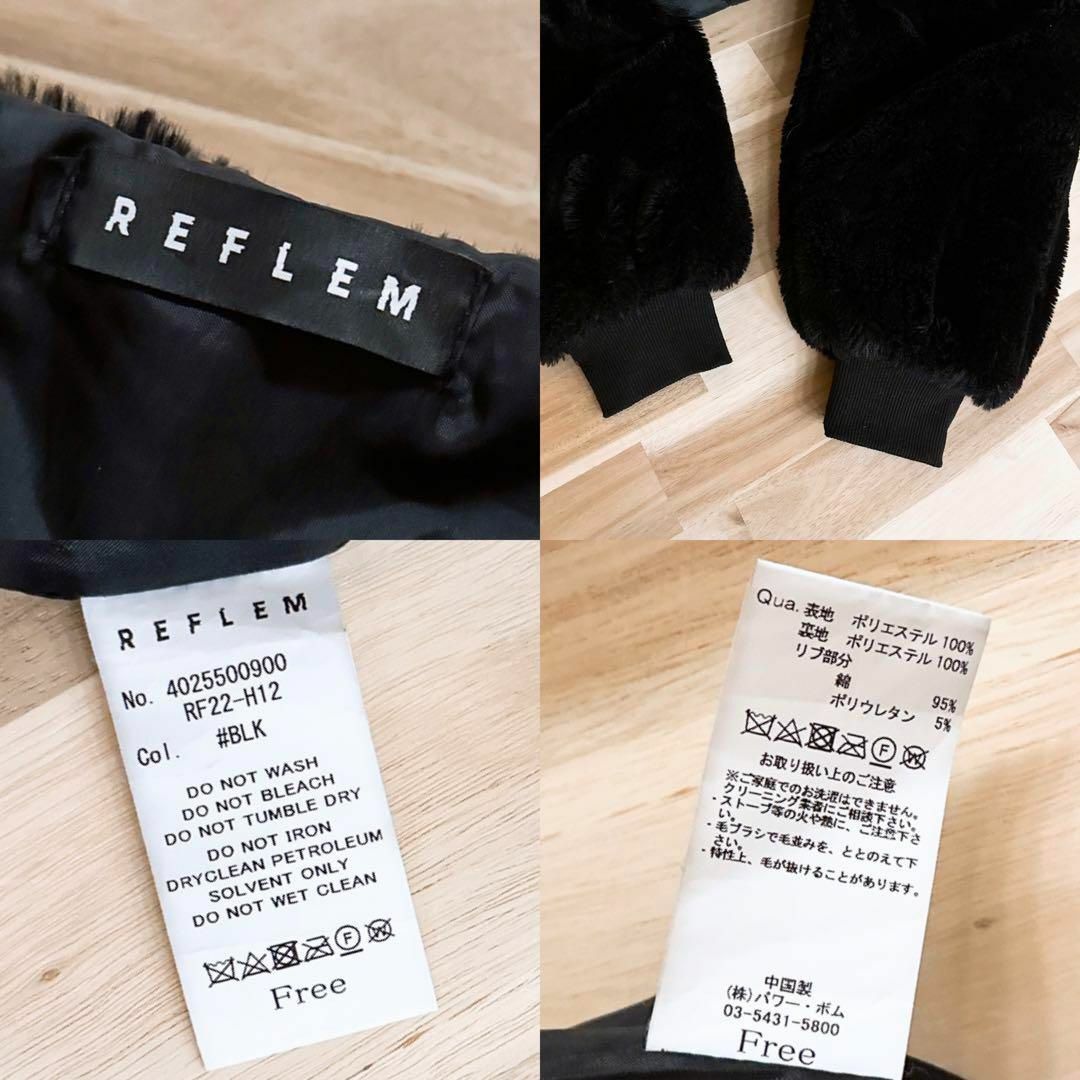 REFLEM
REFLEM
No. 4025500900
RF22-H12
Col. #BLK
DO NOT WASH
DO NOT BLEACH
DO NOT TUMBLE DRY
DO NOT IRON
DRYCLEAN PETROLEUM
SOLVENT ONLY
DO NOT WET CLEAN
F W
Free
Qua. 表地 ポリエステル 100%
裏地 ポリエステル 100%
リブ部分
綿 95%
ポリウレタン 5%
F W
お取り扱い上のご注意
※ご家庭でのお洗濯はできません。
クリーニング業者にご相談下さい。
・ストーブ等の火や熱に、ご注意下さ
い。
・毛ブラシで毛並みを、ととのえて下
さい。
・特性上、毛が抜けることがあります。
中国製
(株)パワー・ボム
03-5431-5800
Free